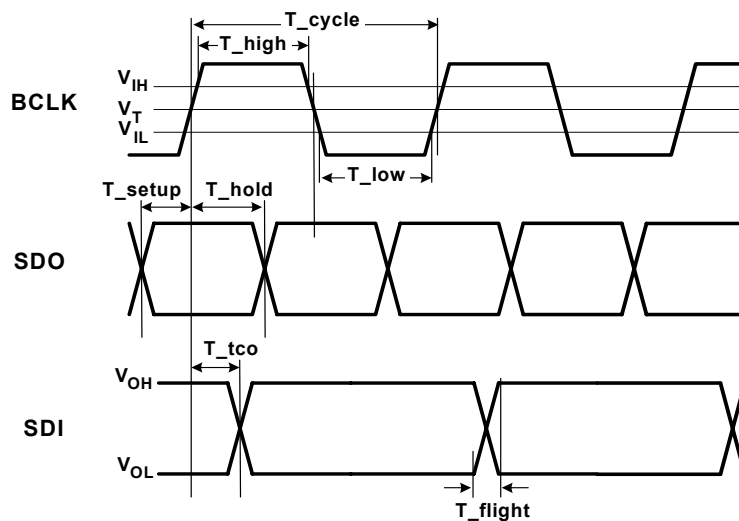 T_cycle
T_high
V_IH
BCLK
V_T
V_IL
T_low
T_setup
T_hold
SDO
T_tco
V_OH
SDI
V_OL
T_flight